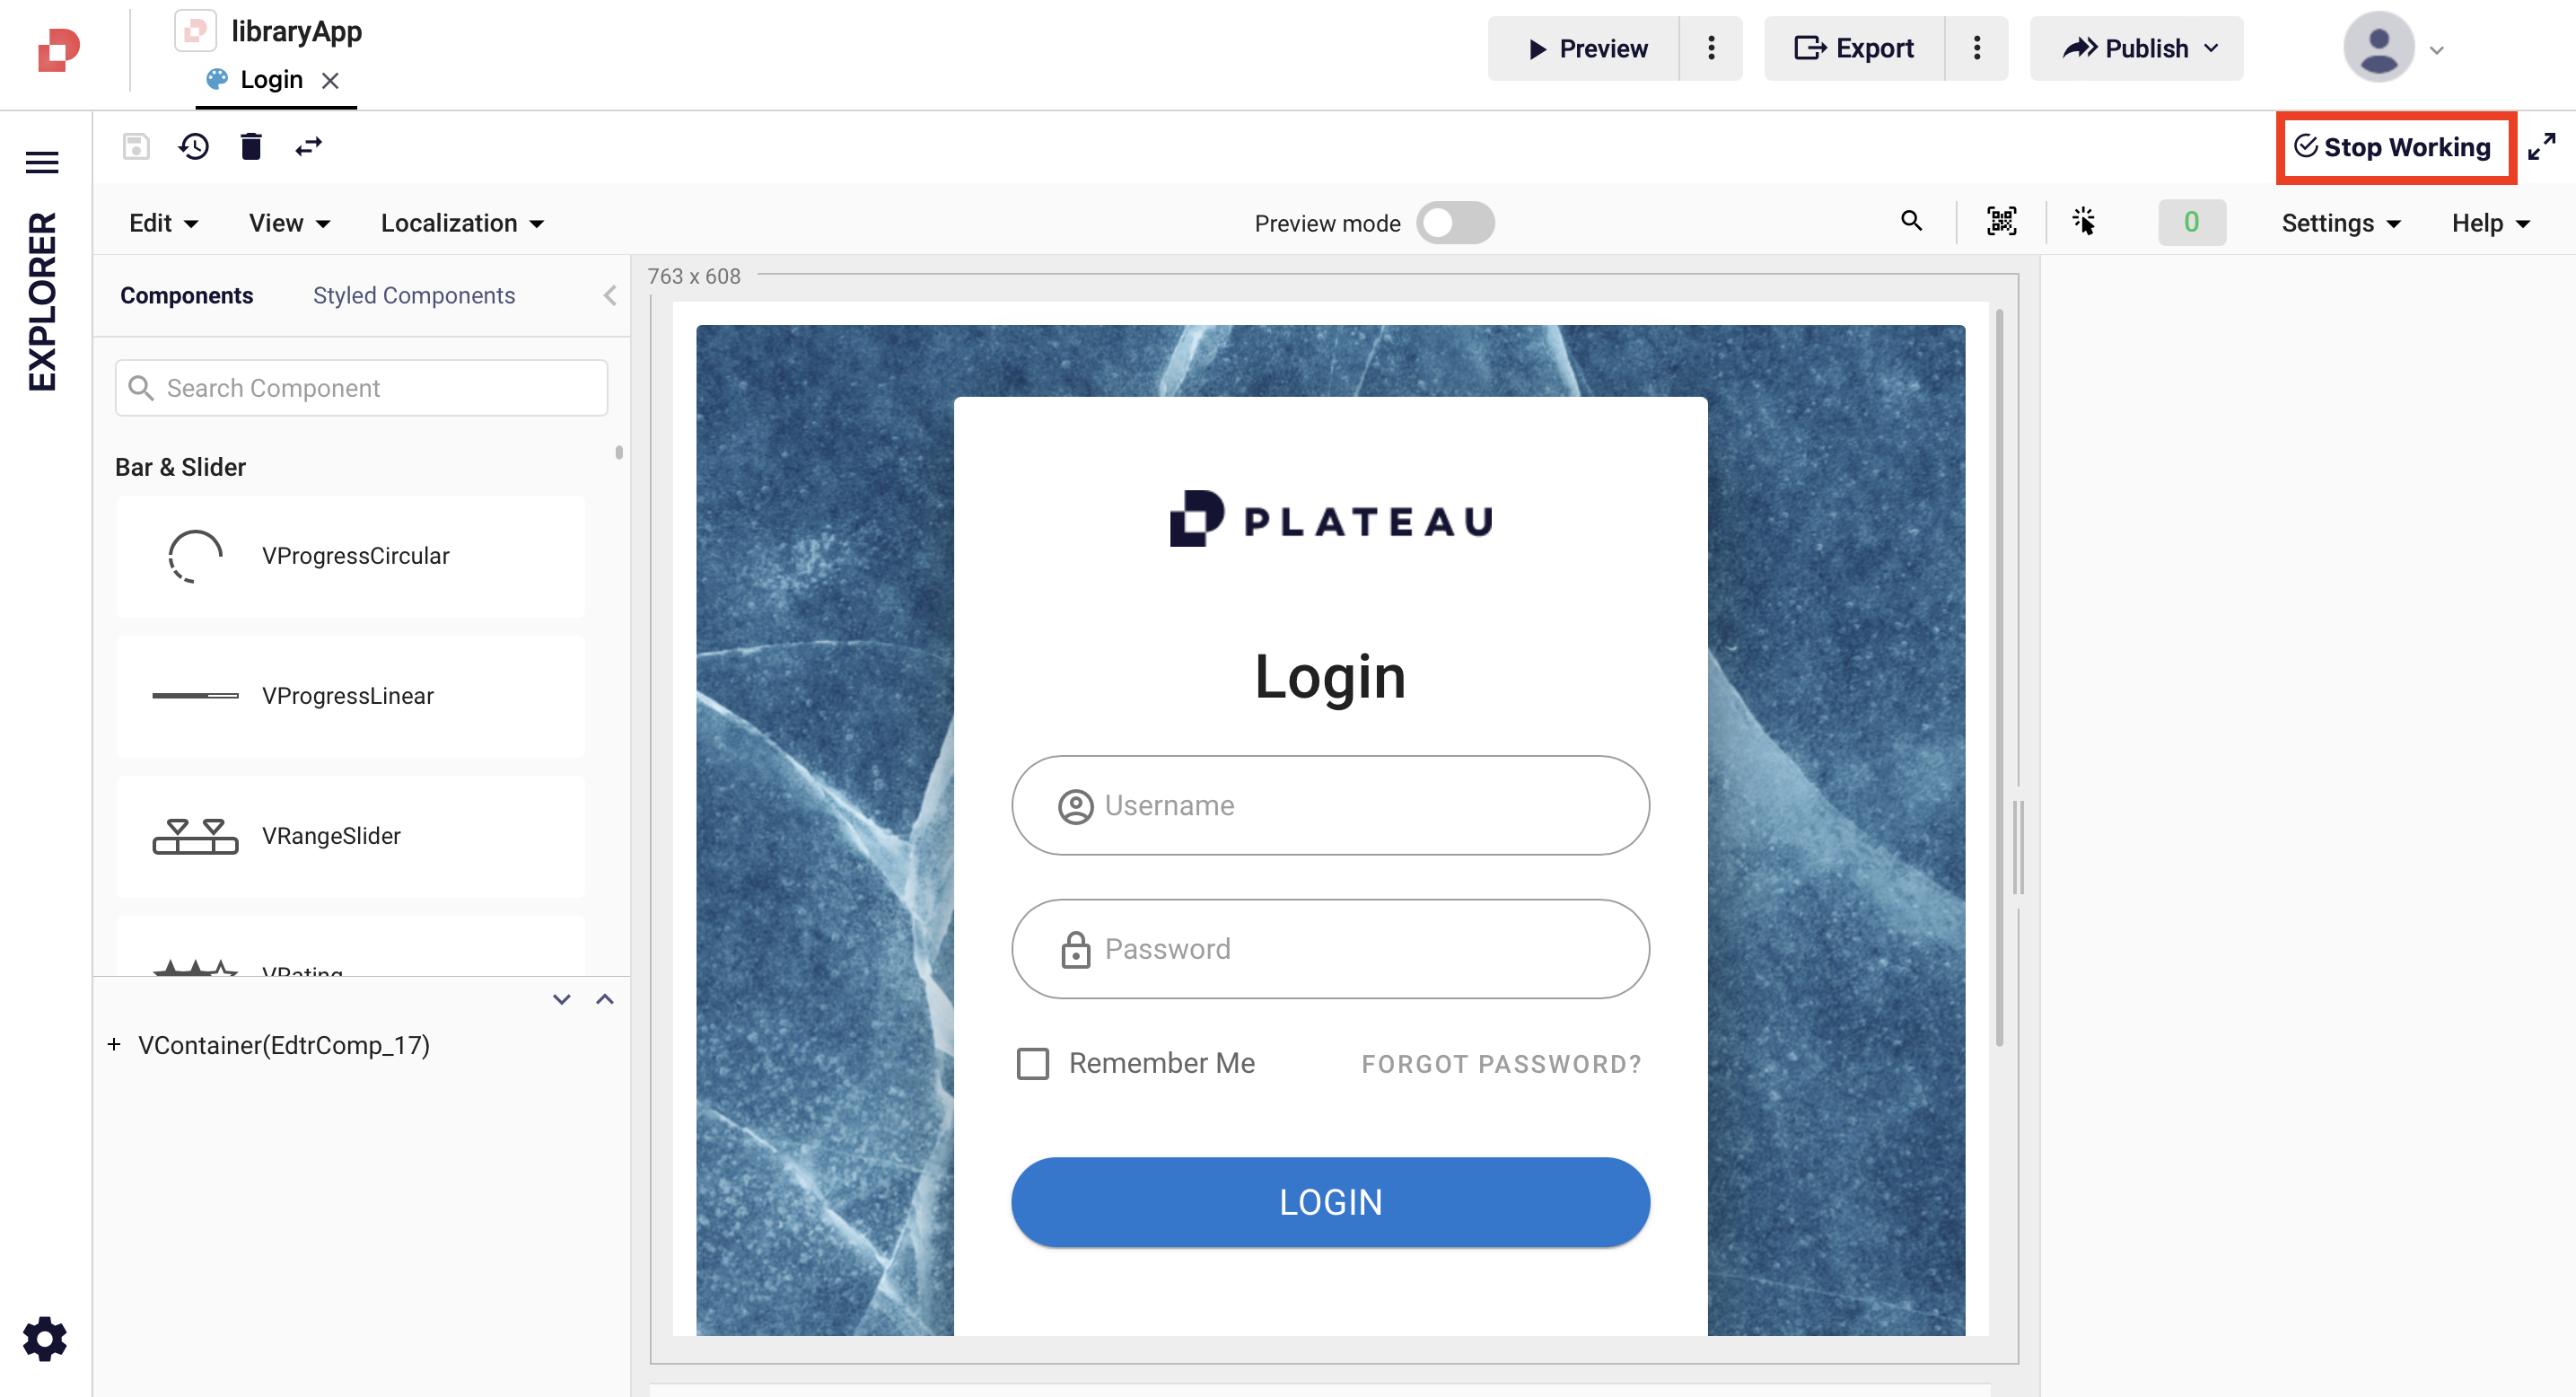 libraryApp
Login
Preview
Export
Publish
Stop Working
Edit
View
Localization
Preview mode
0
Settings
Help
EXPLORER
Components
Styled Components
763 x 608
Search Component
Bar & Slider
VProgressCircular
VProgressLinear
VRangeSlider
VRating
+ VContainer(EdtrComp_17)
PLATEAU
Login
Username
Password
Remember Me
FORGOT PASSWORD?
LOGIN